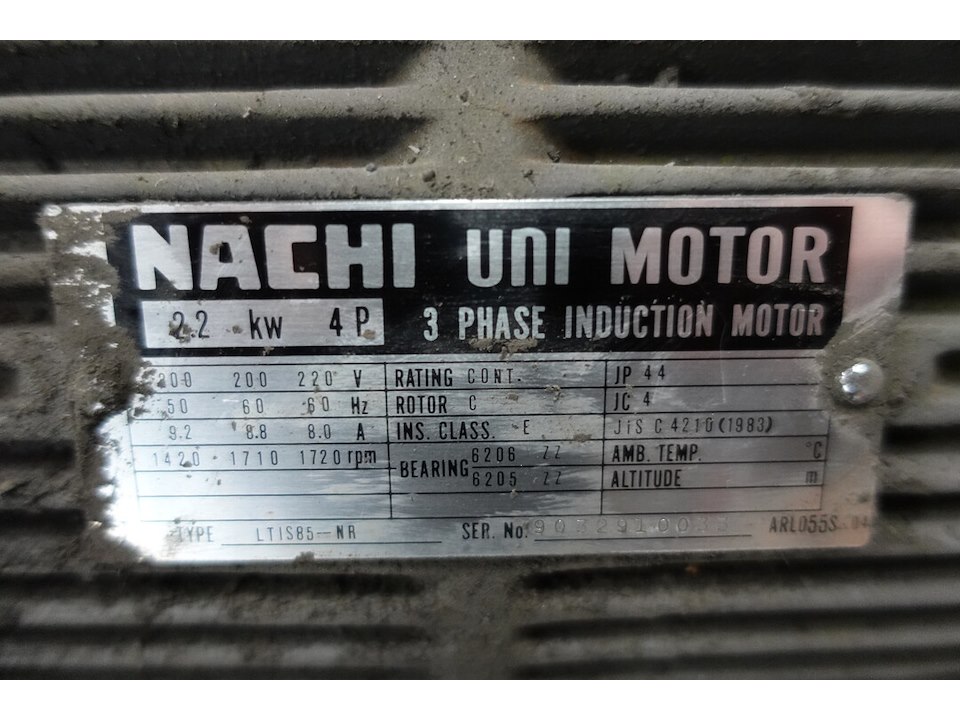 NACHI UNI MOTOR
2.2 kw 4P 3 PHASE INDUCTION MOTOR
200 200 220 V RATING CONT. JP 44
50 60 60 Hz ROTOR C JC 4
9.2 8.8 8.0 A INS. CLASS. E JIS C 4210(1983)
1420 1710 1720 rpm BEARING 6206 ZZ AMB. TEMP. °C
6205 ZZ ALTITUDE m
TYPE LTIS85-NR SER. No. ARL055S